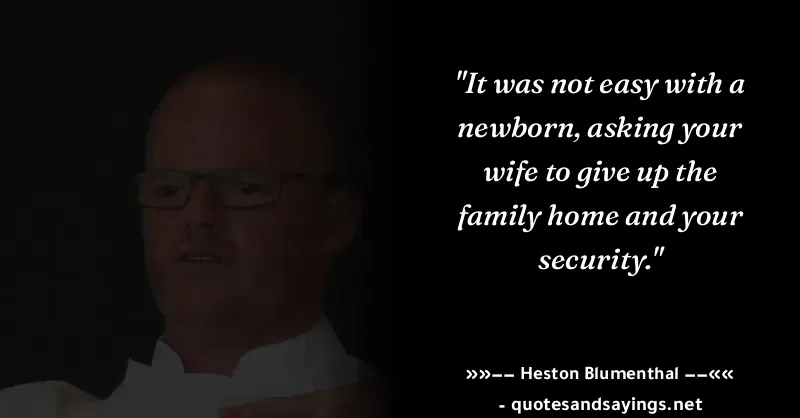 "It was not easy with a
newborn, asking your
wife to give up the
family home and your
security."
»»–– Heston Blumenthal ––««
- quotesandsayings.net